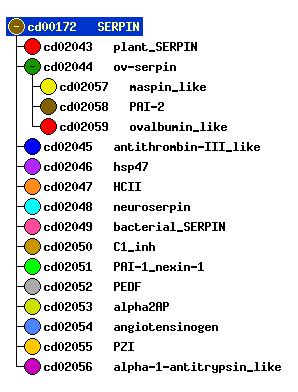 cd00172 SERPIN
cd02043 plant_SERPIN
cd02044 ov-serpin
cd02057 maspin_like
cd02058 PAI-2
cd02059 ovalbumin_like
cd02045 antithrombin-III_like
cd02046 hsp47
cd02047 HCII
cd02048 neuroserpin
cd02049 bacterial_SERPIN
cd02050 C1_inh
cd02051 PAI-1_nexin-1
cd02052 PEDF
cd02053 alpha2AP
cd02054 angiotensinogen
cd02055 PZI
cd02056 alpha-1-antitrypsin_like